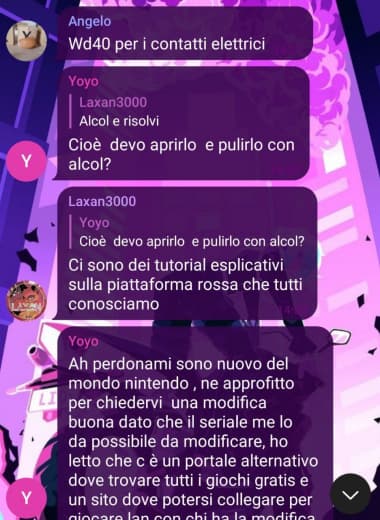 Angelo
Wd40 per i contatti elettrici
Yoyo
Laxan3000
Alcol e risolvi
Cioè devo aprirlo e pulirlo con
alcol?
Y
Laxan3000
Yoyo
Cioè devo aprirlo e pulirlo con alcol?
Ci sono dei tutorial esplicativi
sulla piattaforma rossa che tutti
conosciamo
Yoyo
Ah perdonami sono nuovo del
mondo nintendo , ne approfitto
per chiedervi una modifica
buona dato che il seriale me lo
da possibile da modificare, ho
letto che c è un portale alternativo
dove trovare tutti i giochi gratis e
un sito dove potersi collegare per
giocare lan con chi ha la modifica
Y